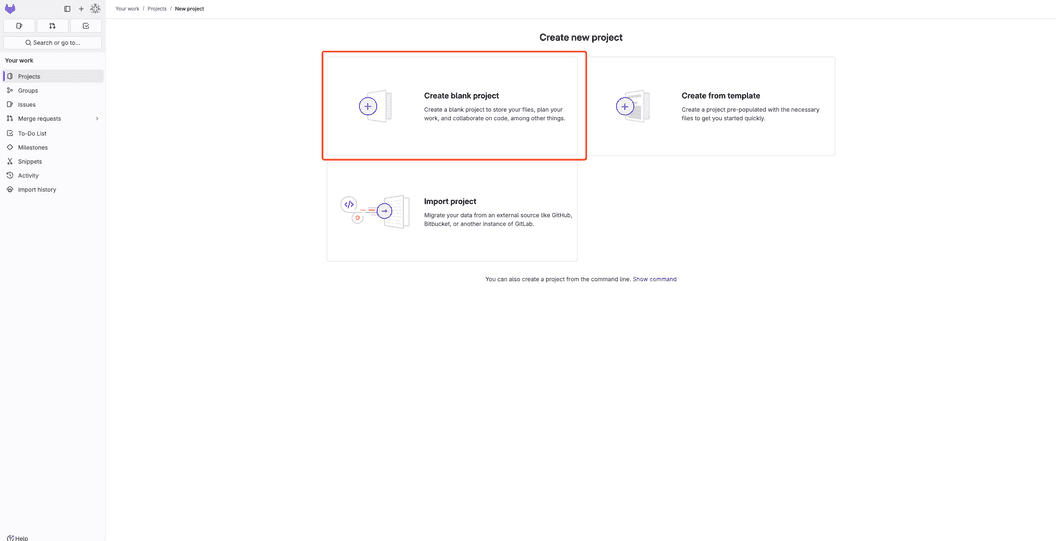 Your work / Projects / New project
Search or go to...
Your work
Projects
Groups
Issues
Merge requests
To-Do List
Milestones
Snippets
Activity
Import history
Help
Create new project
Create blank project
Create a blank project to store your files, plan your
work, and collaborate on code, among other things.
Create from template
Create a project pre-populated with the necessary
files to get you started quickly.
Import project
Migrate your data from an external source like GitHub,
Bitbucket, or another instance of GitLab.
You can also create a project from the command line. Show command